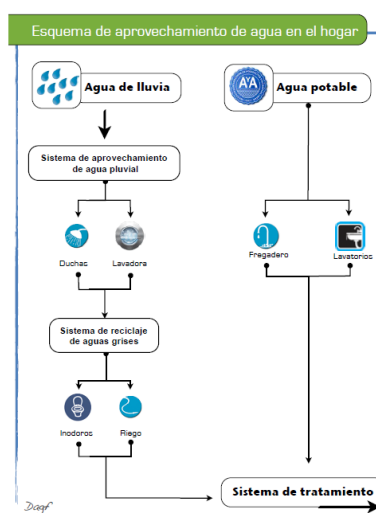 Esquema de aprovechamiento de agua en el hogar
Agua de lluvia
AyA
Agua potable
Sistema de aprovechamiento
de agua pluvial
Duchas
Lavadora
Fregadero
Lavatorios
Sistema de reciclaje
de aguas grises
Inodoros
Riego
Sistema de tratamiento
Daqf